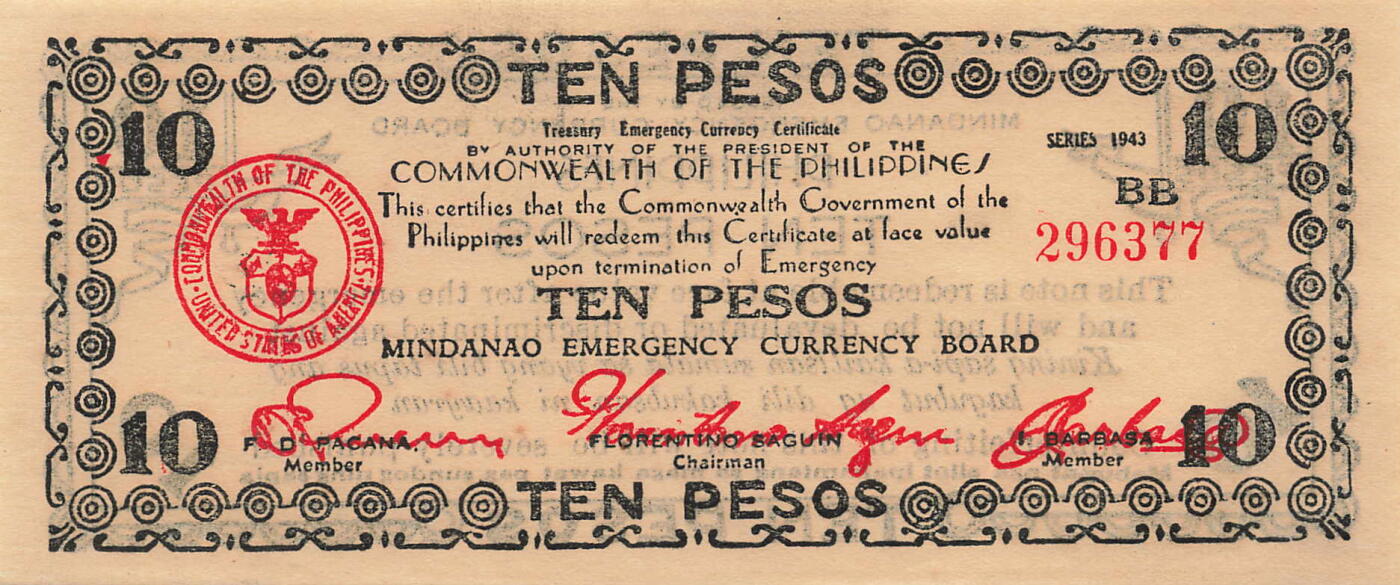 TEN PESOS
10
10
Treasury Emergency Currency Certificate
SERIES 1943
BY AUTHORITY OF THE PRESIDENT OF THE
COMMONWEALTH OF THE PHILIPPINES
BB
This certifies that the Commonwealth Government of the
296377
Philippines will redeem this Certificate at face value
upon termination of Emergency
COMMONWEALTH OF THE PHILIPPINES
UNITED STATES OF AMERICA
TEN PESOS
MINDANAO EMERGENCY CURRENCY BOARD
10
F. D. PACANA
Member
FLORENTINO SAGUIN
Chairman
I. BARBASA
Member
10
TEN PESOS